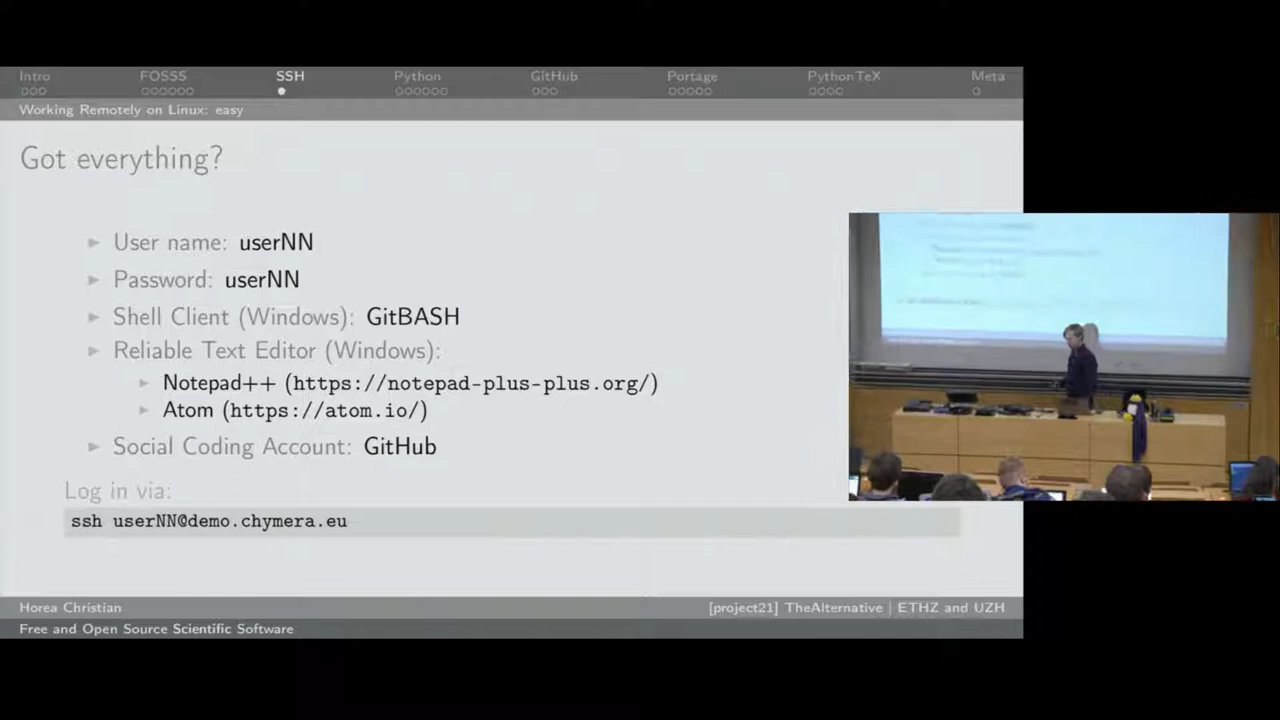 Intro FOSSS SSH Python GitHub Portage PythonTeX Meta
Working Remotely on Linux: easy
Got everything?
User name: userNN
Password: userNN
Shell Client (Windows): GitBASH
Reliable Text Editor (Windows):
Notepad++ (https://notepad-plus-plus.org/)
Atom (https://atom.io/)
Social Coding Account: GitHub
Log in via:
ssh userNN@demo.chymera.eu
Horea Christian [project21] TheAlternative | ETHZ and UZH
Free and Open Source Scientific Software